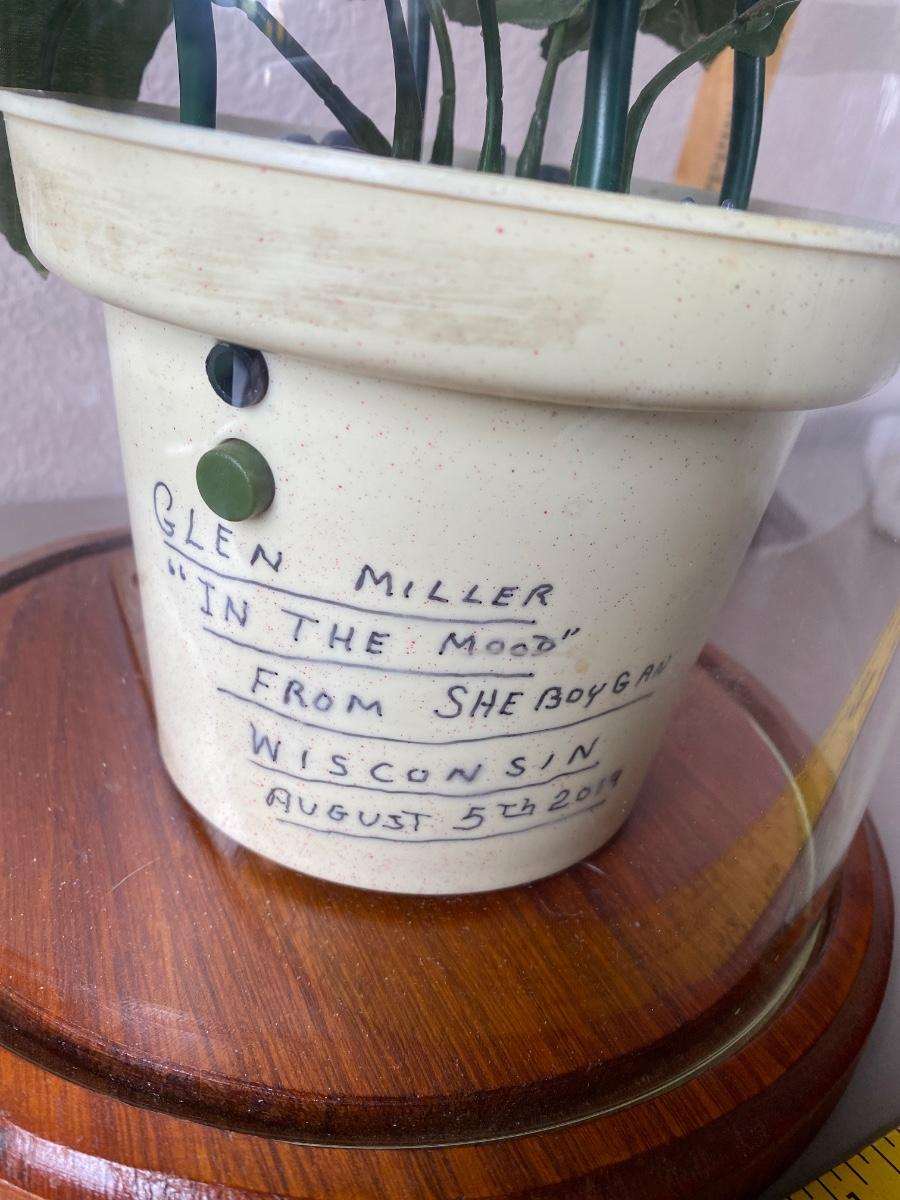 GLEN MILLER
"IN THE MOOD"
FROM SHEBOYGAN
WISCONSIN
AUGUST 5Th 2019